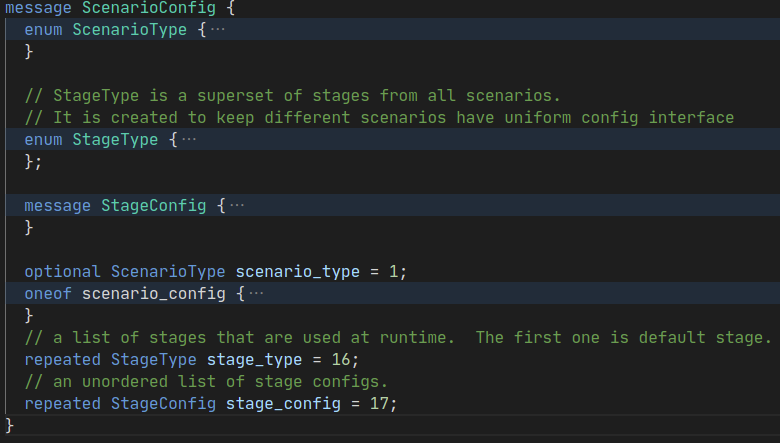 message ScenarioConfig {
enum ScenarioType {···
}
// StageType is a superset of stages from all scenarios.
// It is created to keep different scenarios have uniform config interface
enum StageType {···
};
message StageConfig {···
}
optional ScenarioType scenario_type = 1;
oneof scenario_config {···
}
// a list of stages that are used at runtime.  The first one is default stage.
repeated StageType stage_type = 16;
// an unordered list of stage configs.
repeated StageConfig stage_config = 17;
}